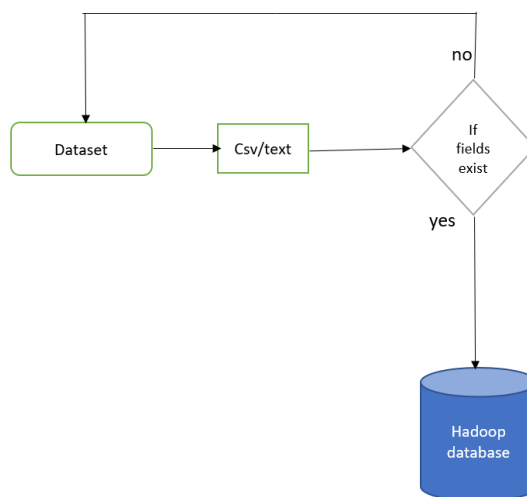 no
Dataset
Csv/text
If
fields
exist
yes
Hadoop
database